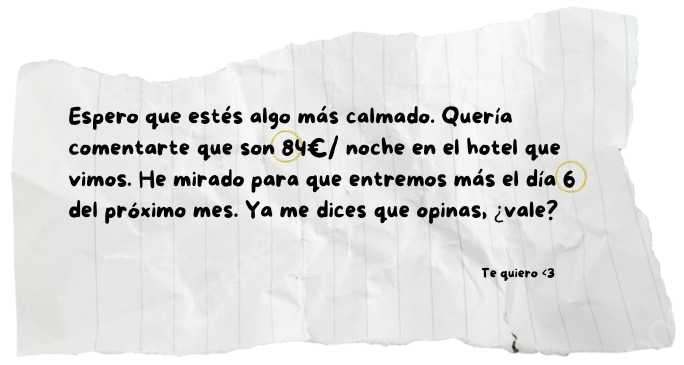 Espero que estés algo más calmado. Quería
comentarte que son 84€/ noche en el hotel que
vimos. He mirado para que entremos más el día 6
del próximo mes. Ya me dices que opinas, ¿vale?
Te quiero <3